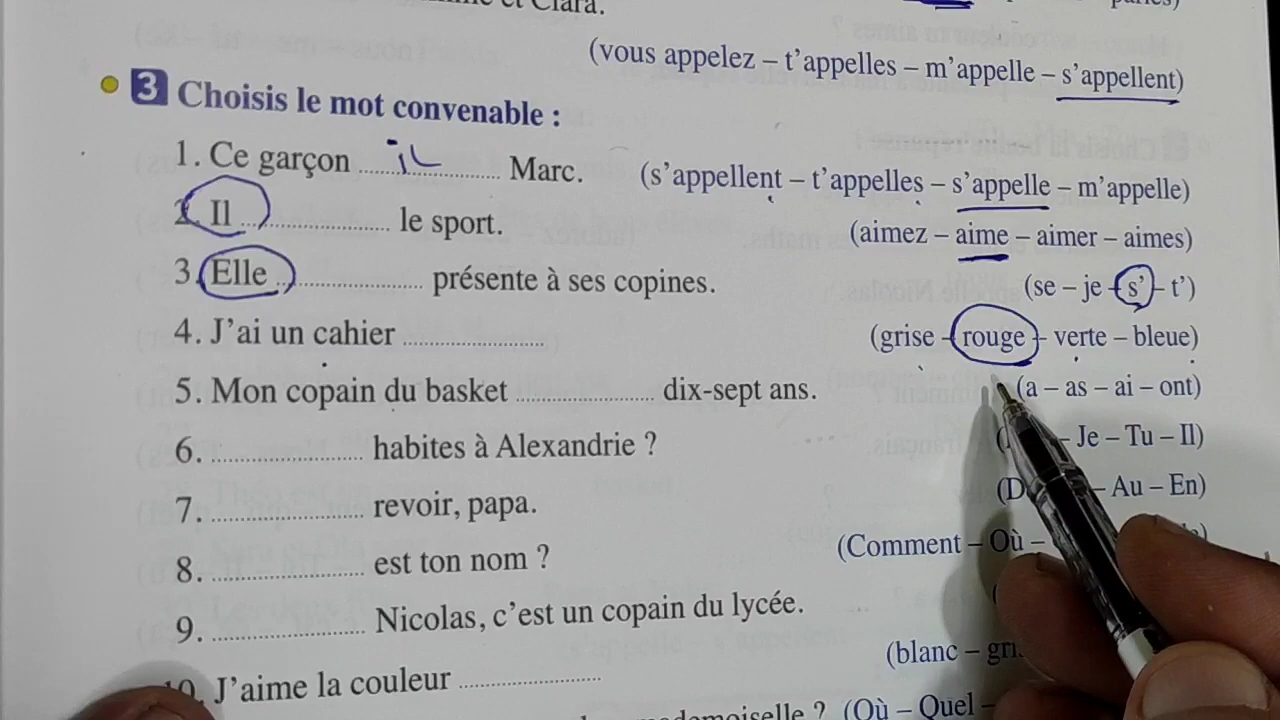 et Clara.
(vous appelez – t'appelles – m'appelle – s'appellent)
3 Choisis le mot convenable :
1. Ce garçon .................... Marc. (s'appellent – t'appelles – s'appelle – m'appelle)
2. Il .................... le sport. (aimez – aime – aimer – aimes)
3. Elle .................... présente à ses copines. (se – je – s' – t')
4. J'ai un cahier .................... (grise – rouge – verte – bleue)
5. Mon copain du basket .................... dix-sept ans. (a – as – ai – ont)
6. .................... habites à Alexandrie ? – Je – Tu – Il)
7. .................... revoir, papa. – Au – En)
8. .................... est ton nom ? (Comment – Où –
9. .................... Nicolas, c'est un copain du lycée.
10. J'aime la couleur .................... (blanc –
? (Où – Quel –